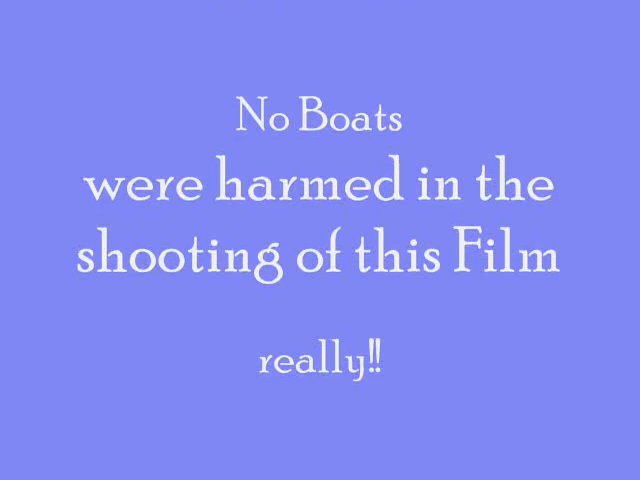 No Boats
were harmed in the
shooting of this Film
really!!